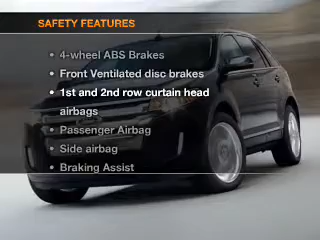 SAFETY FEATURES
• 4-wheel ABS Brakes
• Front Ventilated disc brakes
• 1st and 2nd row curtain head
airbags
• Passenger Airbag
• Side airbag
• Braking Assist